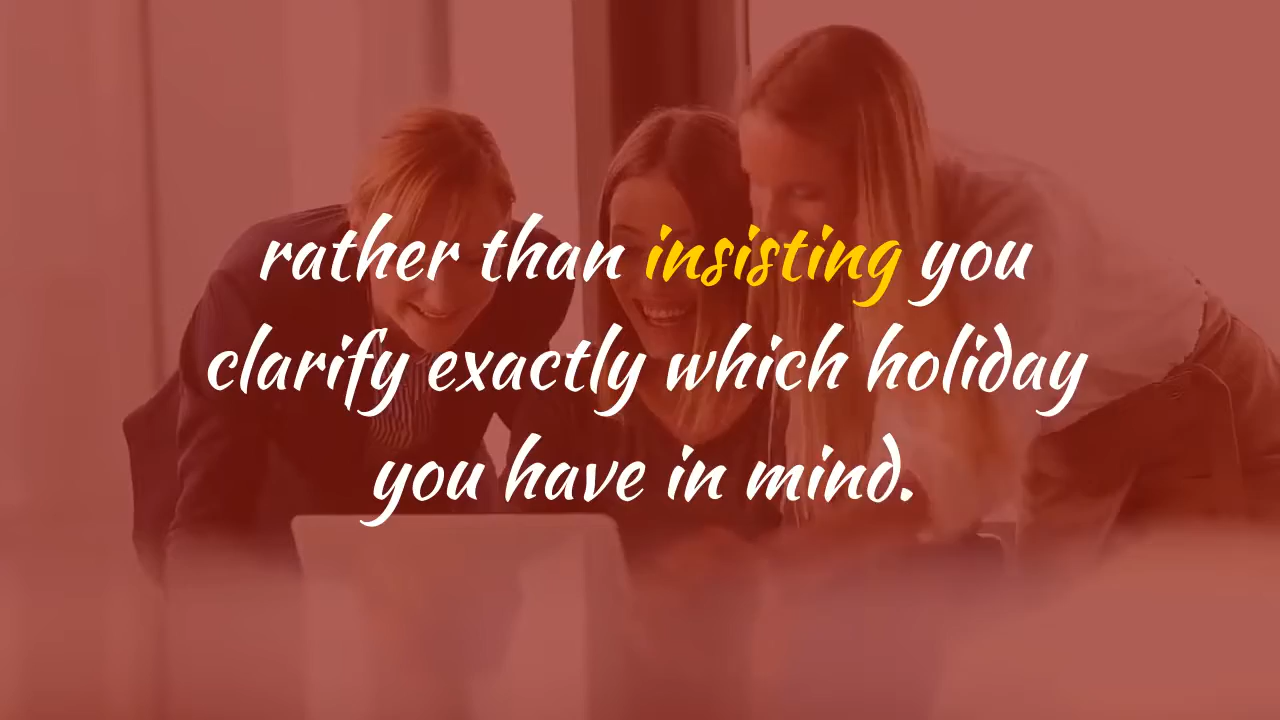 rather than insisting you
clarify exactly which holiday
you have in mind.